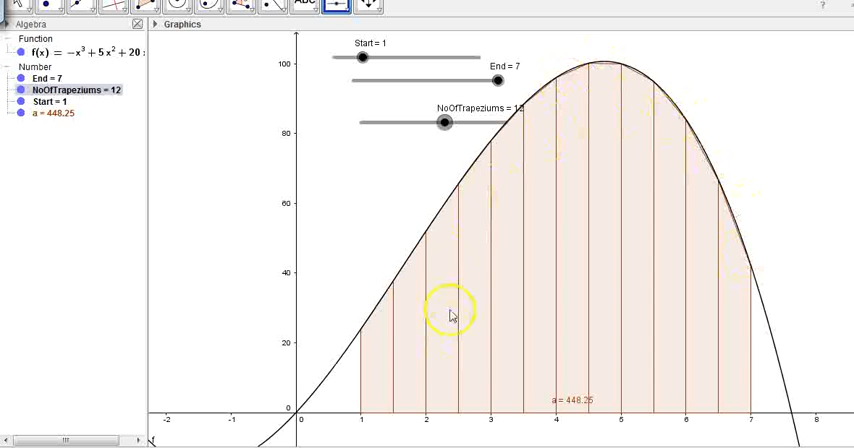 ABC
?
Algebra
Graphics
Function
f(x) = −x³ + 5x² + 20
Number
End = 7
NoOfTrapeziums = 12
Start = 1
a = 448.25
Start = 1
End = 7
NoOfTrapeziums = 12
100
80
60
40
20
0
a = 448.25
-2 -1 0 1 2 3 4 5 6 7 8